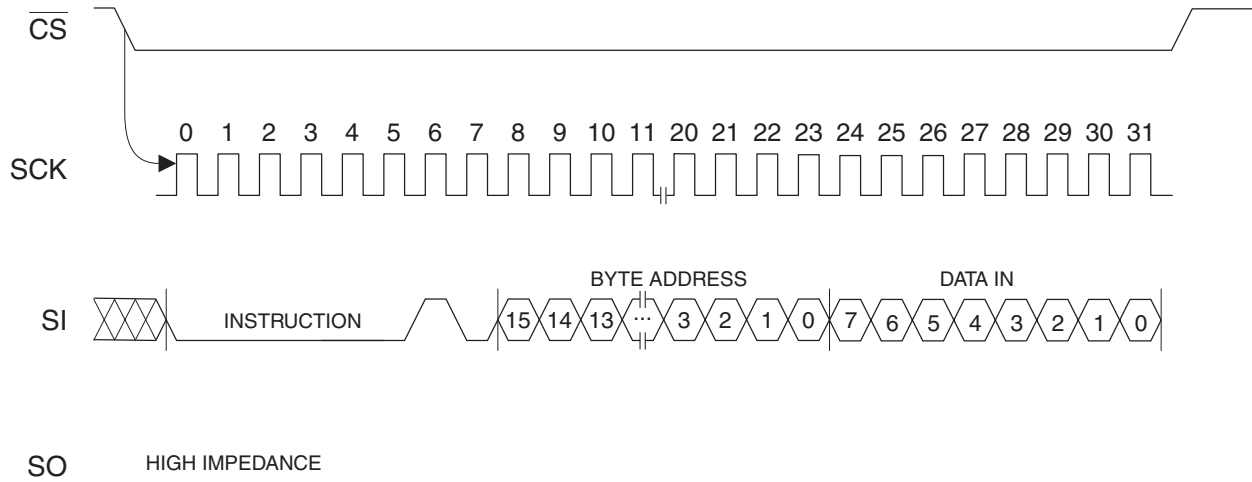 CS
0 1 2 3 4 5 6 7 8 9 10 11 20 21 22 23 24 25 26 27 28 29 30 31
SCK
BYTE ADDRESS DATA IN
SI INSTRUCTION 15 14 13 ... 3 2 1 0 7 6 5 4 3 2 1 0
SO HIGH IMPEDANCE